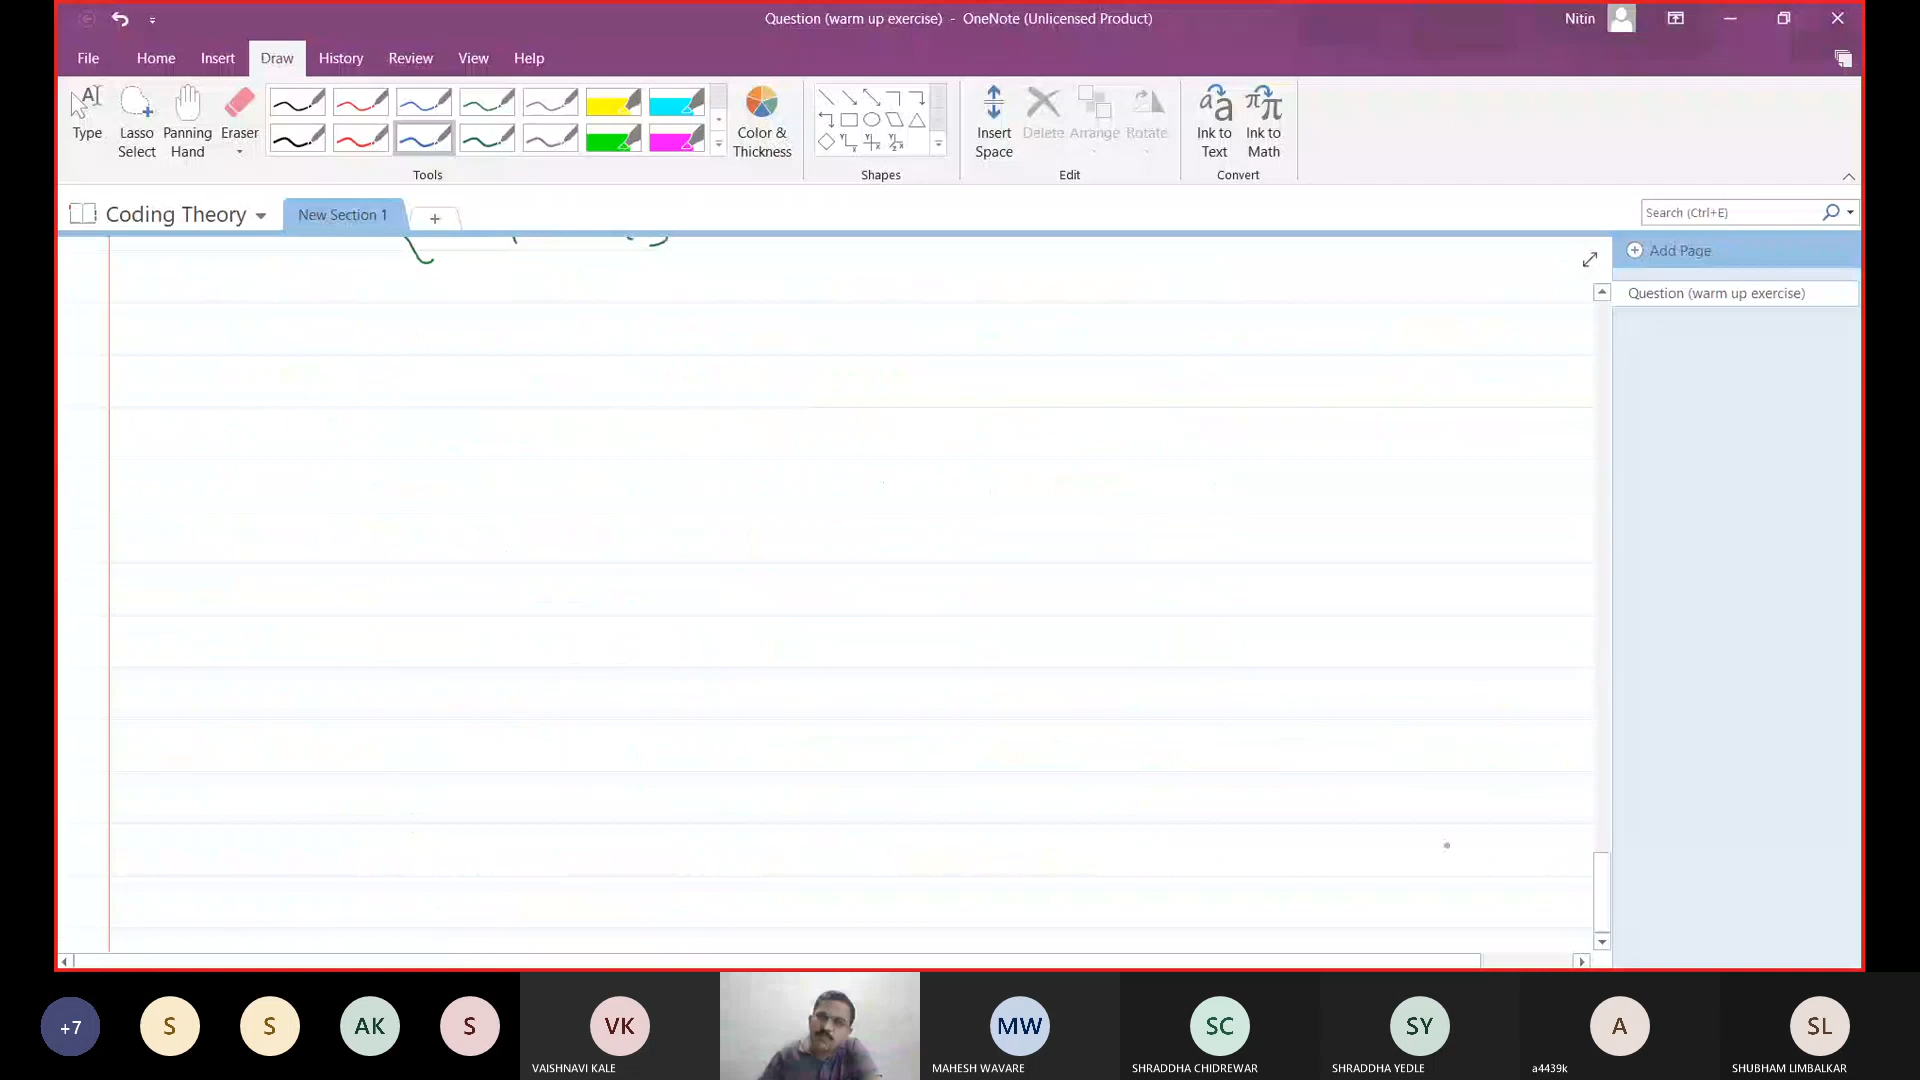 Question (warm up exercise) - OneNote (Unlicensed Product)
Nitin
File Home Insert Draw History Review View Help
Type
Lasso Select
Panning Hand
Eraser
Color & Thickness
Insert Space
Delete
Arrange
Rotate
Ink to Text
Ink to Math
Tools
Shapes
Edit
Convert
Coding Theory
New Section 1
+
Search (Ctrl+E)
Add Page
Question (warm up exercise)
+7
S
S
AK
S
VK
MW
SC
SY
A
SL
VAISHNAVI KALE
MAHESH WAVARE
SHRADDHA CHIDREWAR
SHRADDHA YEDLE
a4439k
SHUBHAM LIMBALKAR